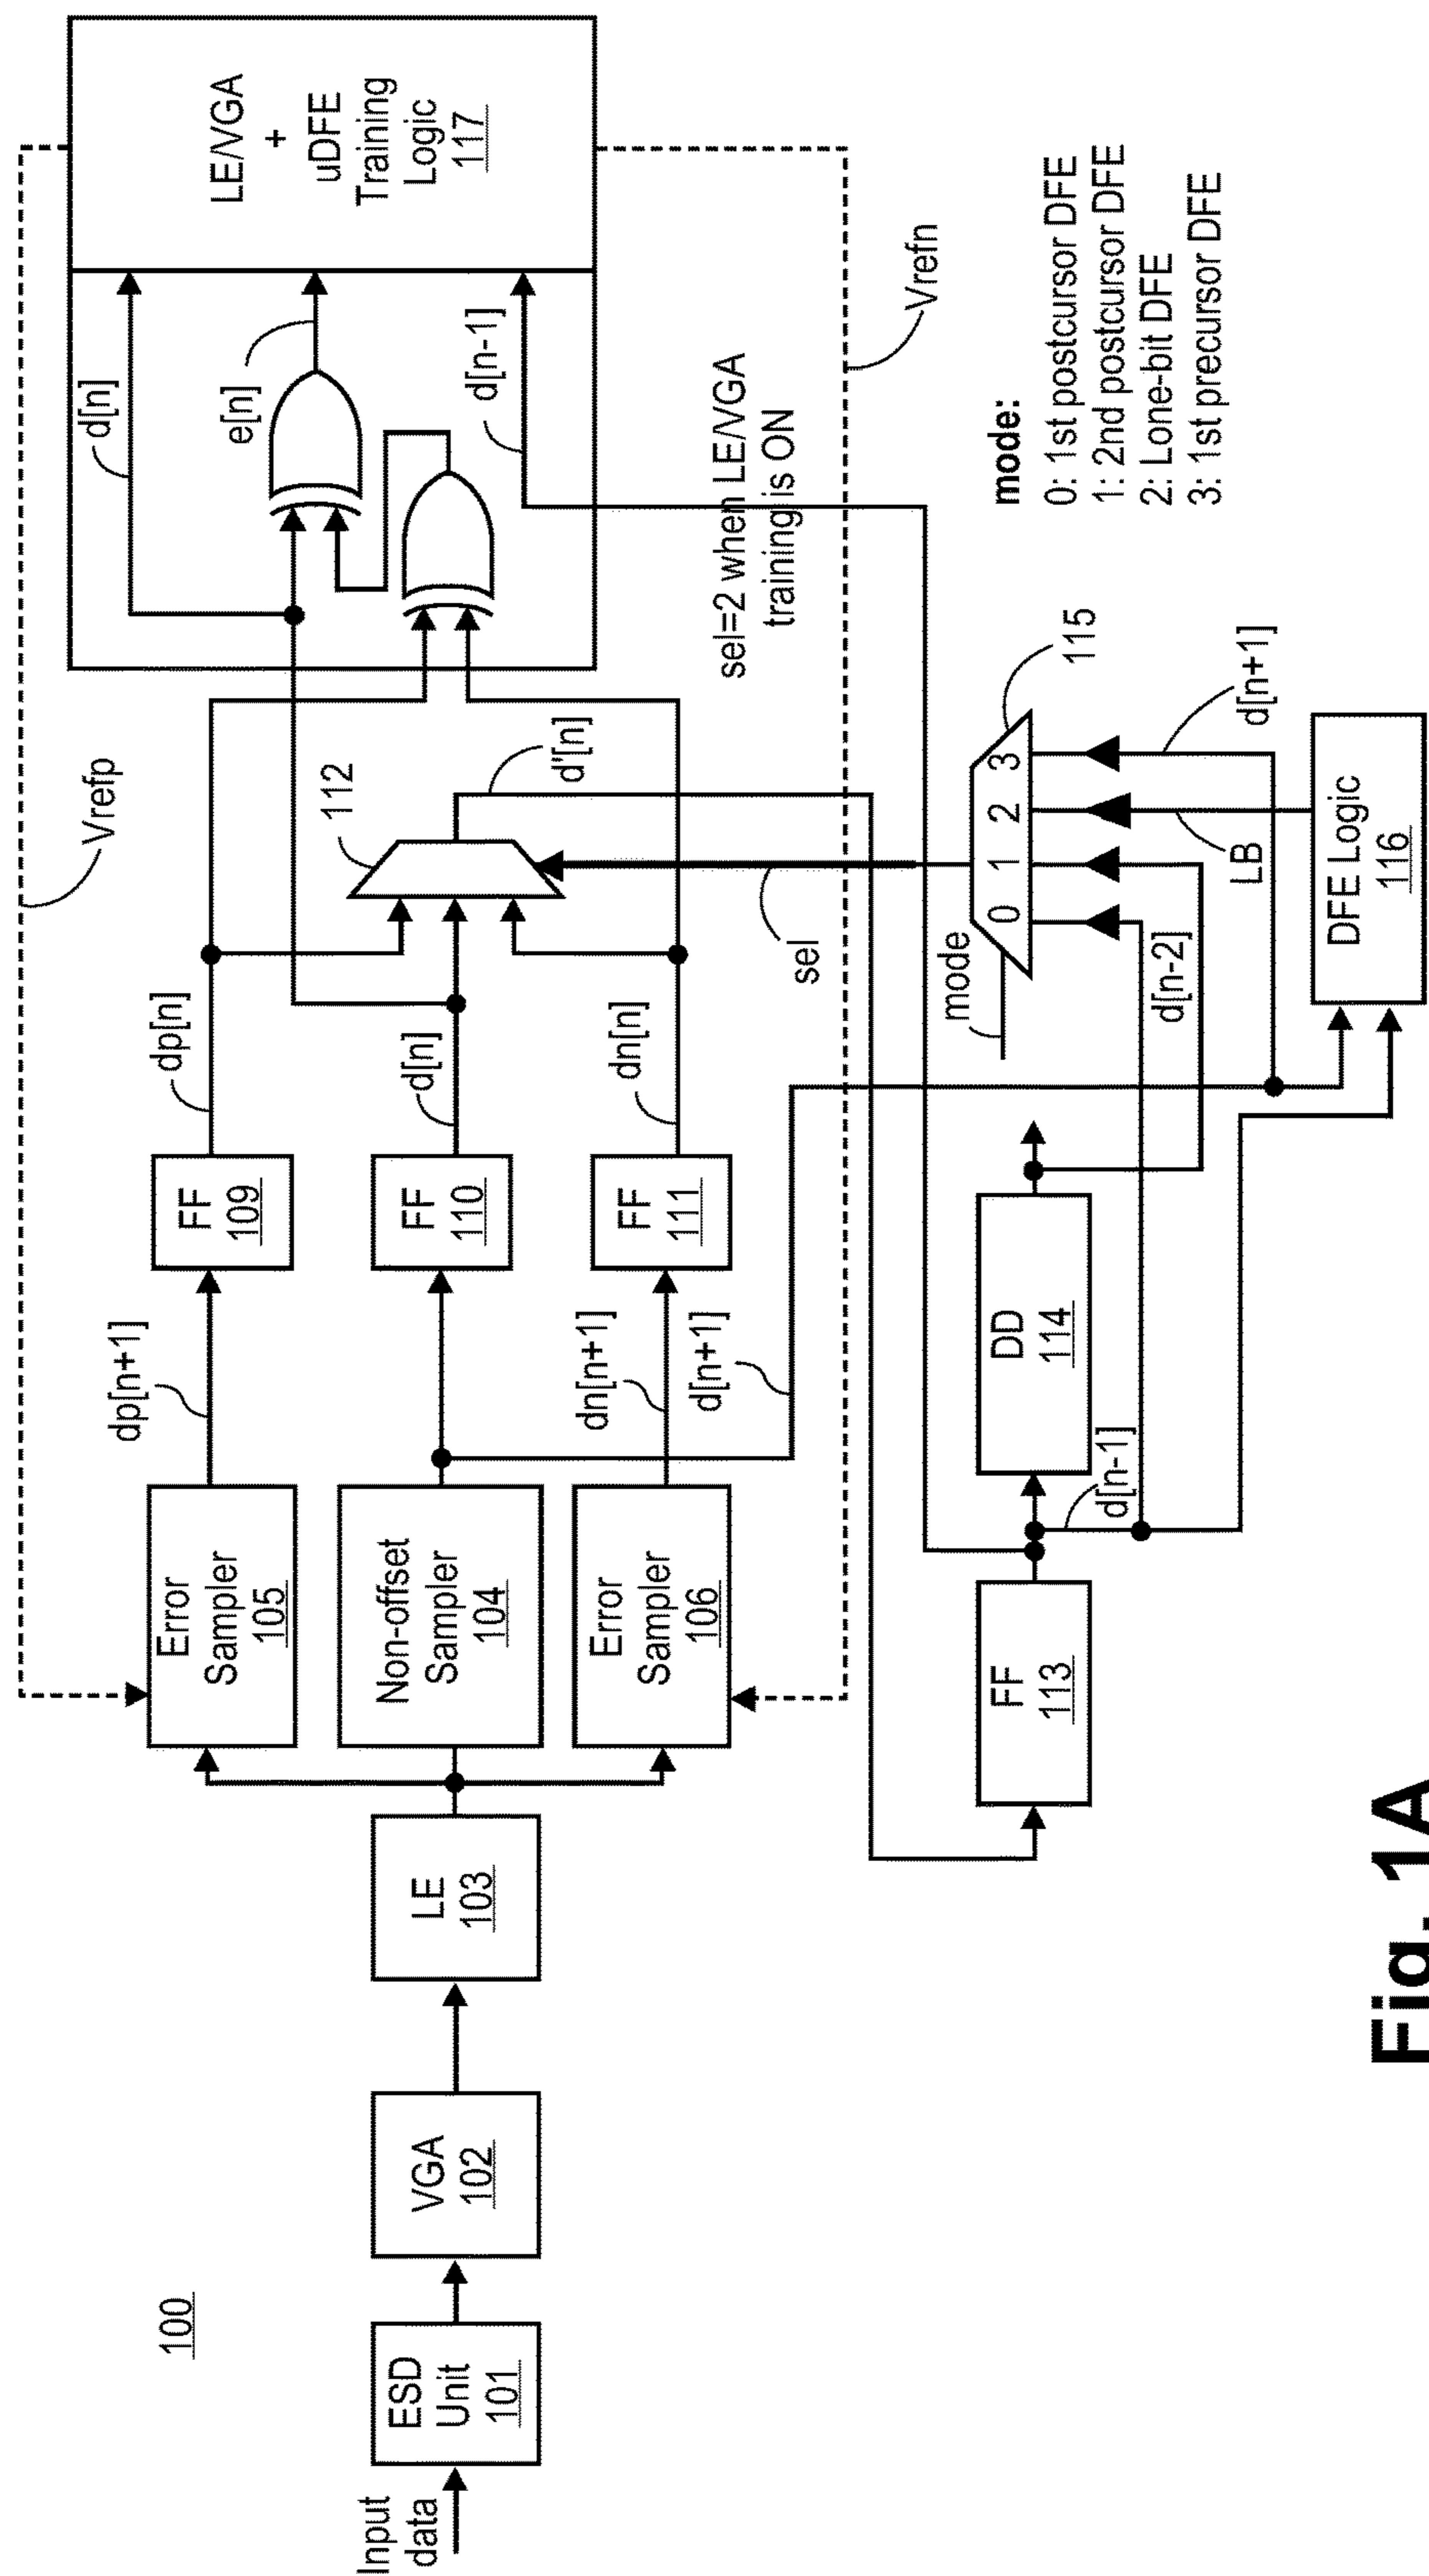 100
Input
data
ESD
Unit
101
VGA
102
LE
103
Error
Sampler
105
Non-offset
Sampler
104
Error
Sampler
106
dp[n+1]
dn[n+1]
d[n+1]
FF
109
FF
110
FF
111
dp[n]
d[n]
dn[n]
Vrefp
112
d'[n]
sel
d[n]
e[n]
d[n-1]
LE/VGA
+
uDFE
Training
Logic
117
sel=2 when LE/VGA
training is ON
Vrefn
FF
113
d[n-1]
DD
114
d[n-2]
mode
0 1 2 3
115
LB
d[n+1]
DFE Logic
116
mode:
0: 1st postcursor DFE
1: 2nd postcursor DFE
2: Lone-bit DFE
3: 1st precursor DFE
Fig. 1A